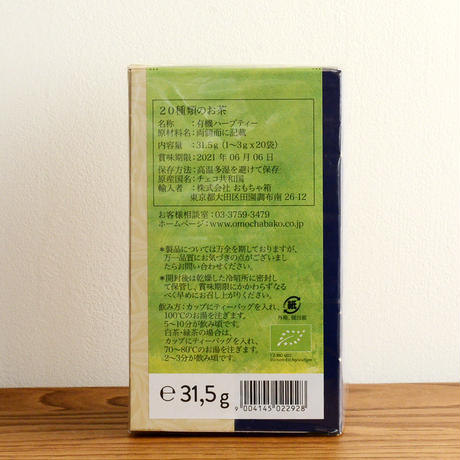 20種類のお茶
名称　：有機ハーブティー
原材料名：両側面に記載
内容量：31.5g (1〜3g x 20袋)
賞味期限：2021 年 06 月 06 日
保存方法：高温多湿を避けて保存
原産国名：チェコ共和国
輸入者　：株式会社 おもちゃ箱
東京都大田区田園調布南 26-12
お客様相談室：03-3759-3479
ホームページ：www.omochabako.co.jp
＊製品については万全を期しておりますが、
万一品質にお気づきの点がございまし
たらお問い合わせください。
＊開封後は乾燥した冷暗所に密封し
て保管し、賞味期限にかかわらずなる
べく早めにお召し上がりください。
飲み方：カップにティーバッグを入れ、
100℃のお湯を注ぎます。
5〜10分が飲み頃です。
白茶・緑茶の場合は、
カップにティーバッグを入れ、
70〜80℃のお湯を注ぎます。
2〜3分が飲み頃です。
紙
外箱、個包装
CZ-BIO-002
℮ 31,5 g
9 004145 022928